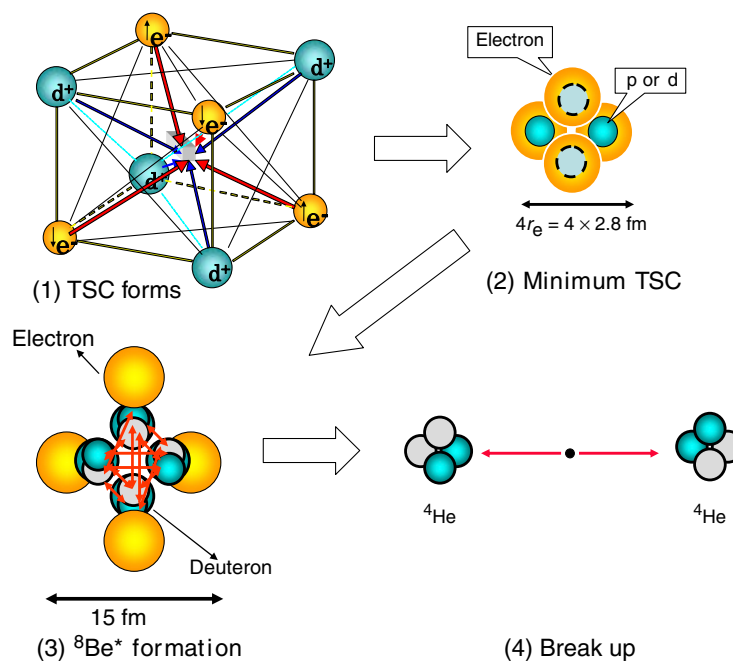 ↑e-
d+
d+
↓e-
d+
↓e-
↑e-
d+
(1) TSC forms
Electron
p or d
4rₑ = 4 × 2.8 fm
(2) Minimum TSC
Electron
Deuteron
15 fm
(3) ⁸Be* formation
⁴He
⁴He
(4) Break up